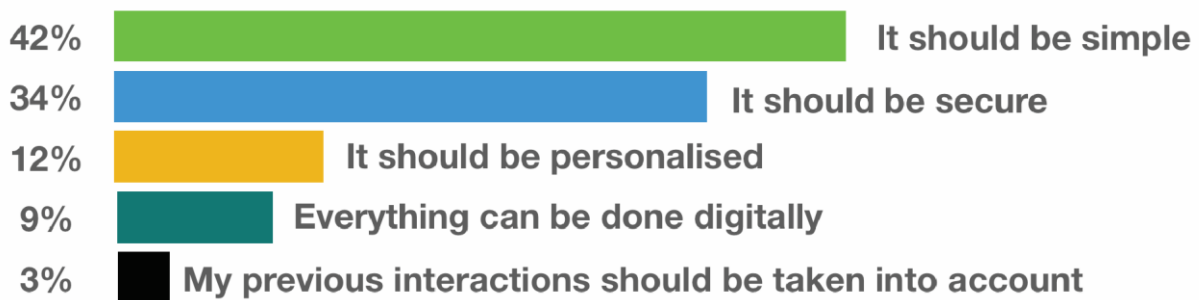 42% It should be simple
34% It should be secure
12% It should be personalised
9% Everything can be done digitally
3% My previous interactions should be taken into account